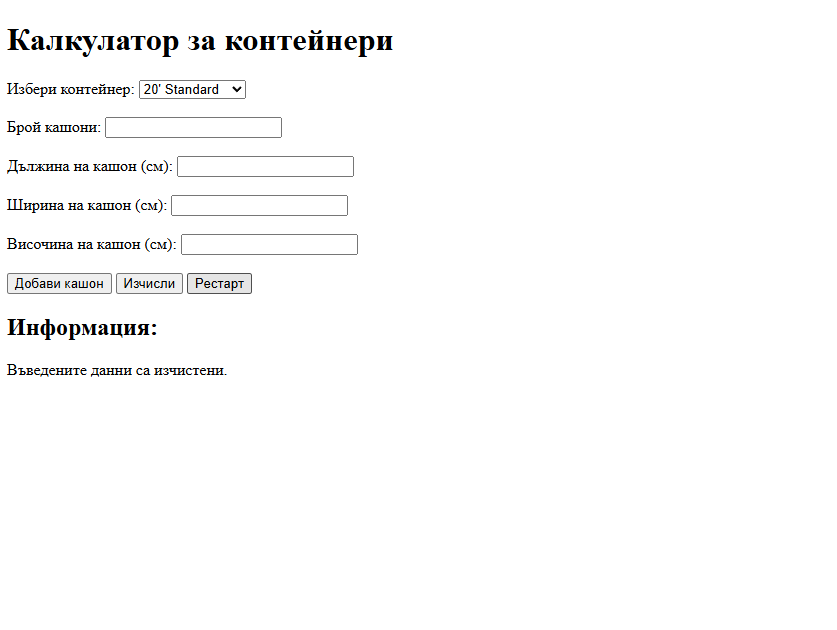 Калкулатор за контейнери
Избери контейнер: 20' Standard
Брой кашони:
Дължина на кашон (см):
Ширина на кашон (см):
Височина на кашон (см):
Добави кашон Изчисли Рестарт
Информация:
Въведените данни са изчистени.